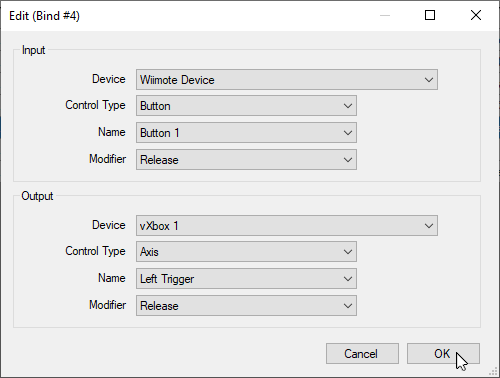 Edit (Bind #4)
Input
Device Wiimote Device
Control Type Button
Name Button 1
Modifier Release
Output
Device vXbox 1
Control Type Axis
Name Left Trigger
Modifier Release
Cancel OK